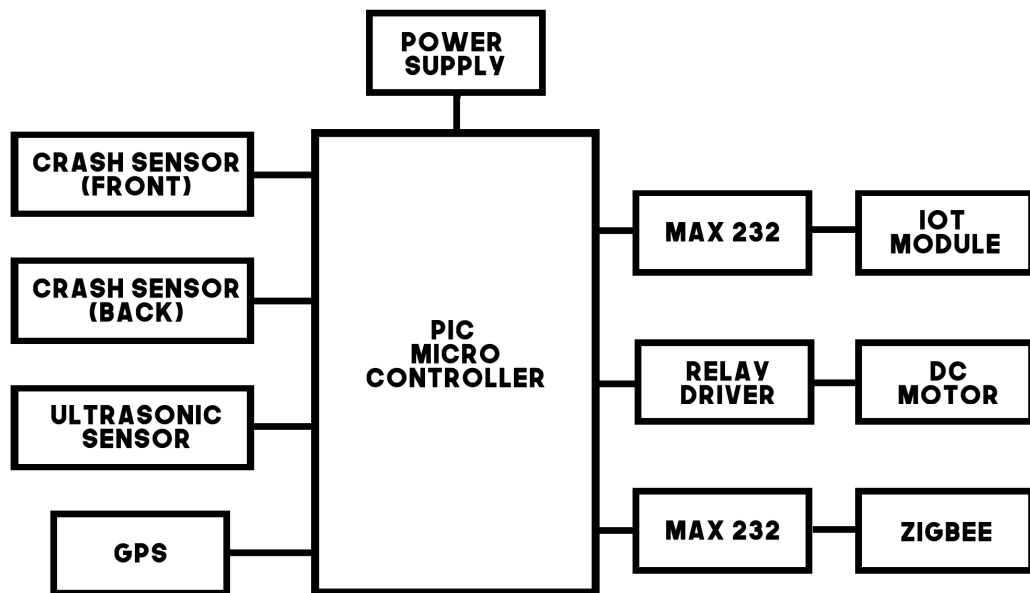 POWER
SUPPLY
CRASH SENSOR
(FRONT)
CRASH SENSOR
(BACK)
ULTRASONIC
SENSOR
GPS
PIC
MICRO
CONTROLLER
MAX 232
IOT
MODULE
RELAY
DRIVER
DC
MOTOR
MAX 232
ZIGBEE